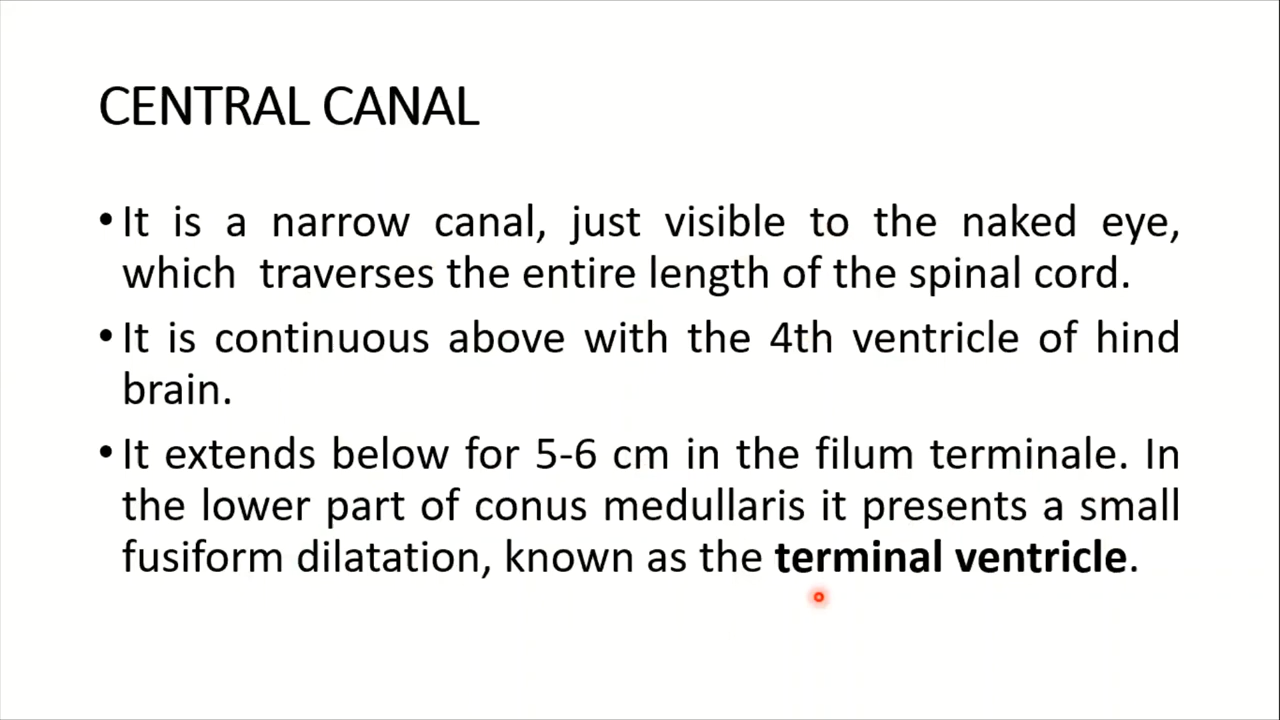 CENTRAL CANAL
•It is a narrow canal, just visible to the naked eye,
which traverses the entire length of the spinal cord.
•It is continuous above with the 4th ventricle of hind
brain.
•It extends below for 5-6 cm in the filum terminale. In
the lower part of conus medullaris it presents a small
fusiform dilatation, known as the terminal ventricle.